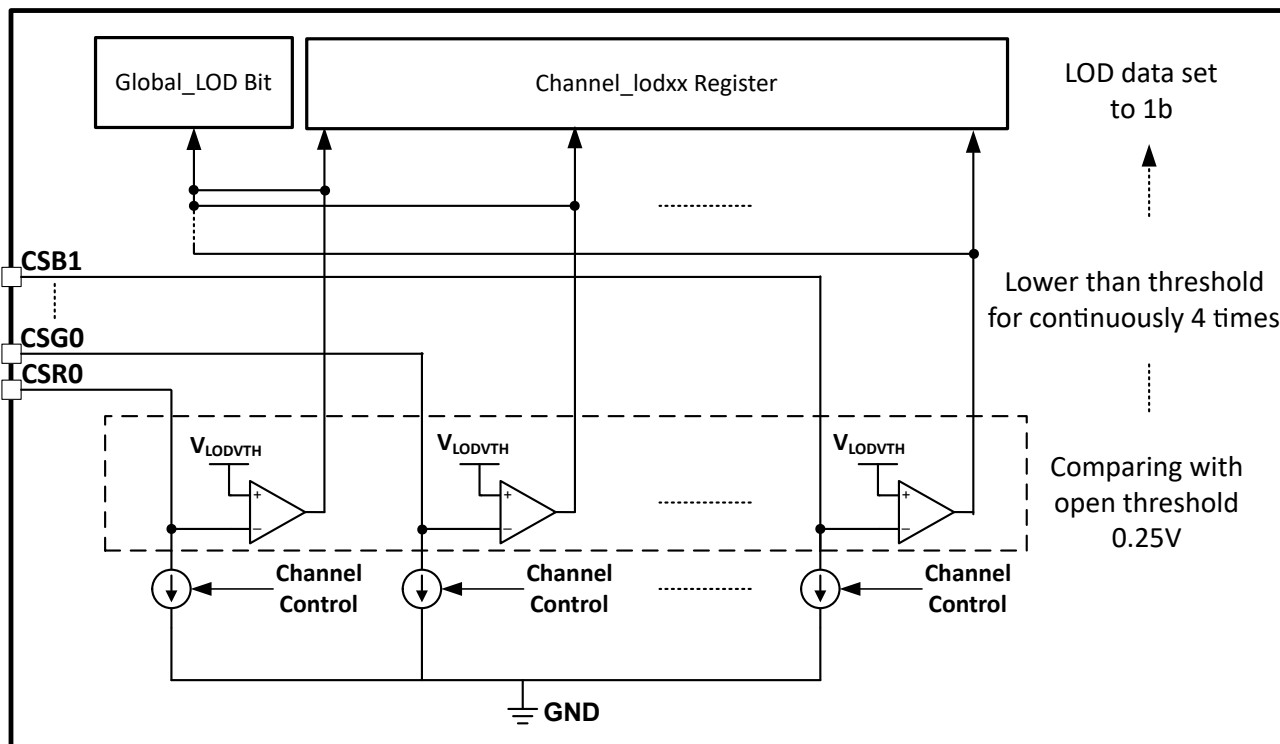 Global_LOD Bit
Channel_lodxx Register
LOD data set
to 1b
CSB1
Lower than threshold
for continuously 4 times
CSG0
CSR0
VLODVTH
VLODVTH
VLODVTH
+
+
+
−
−
−
Comparing with
open threshold
0.25V
Channel
Control
Channel
Control
Channel
Control
GND